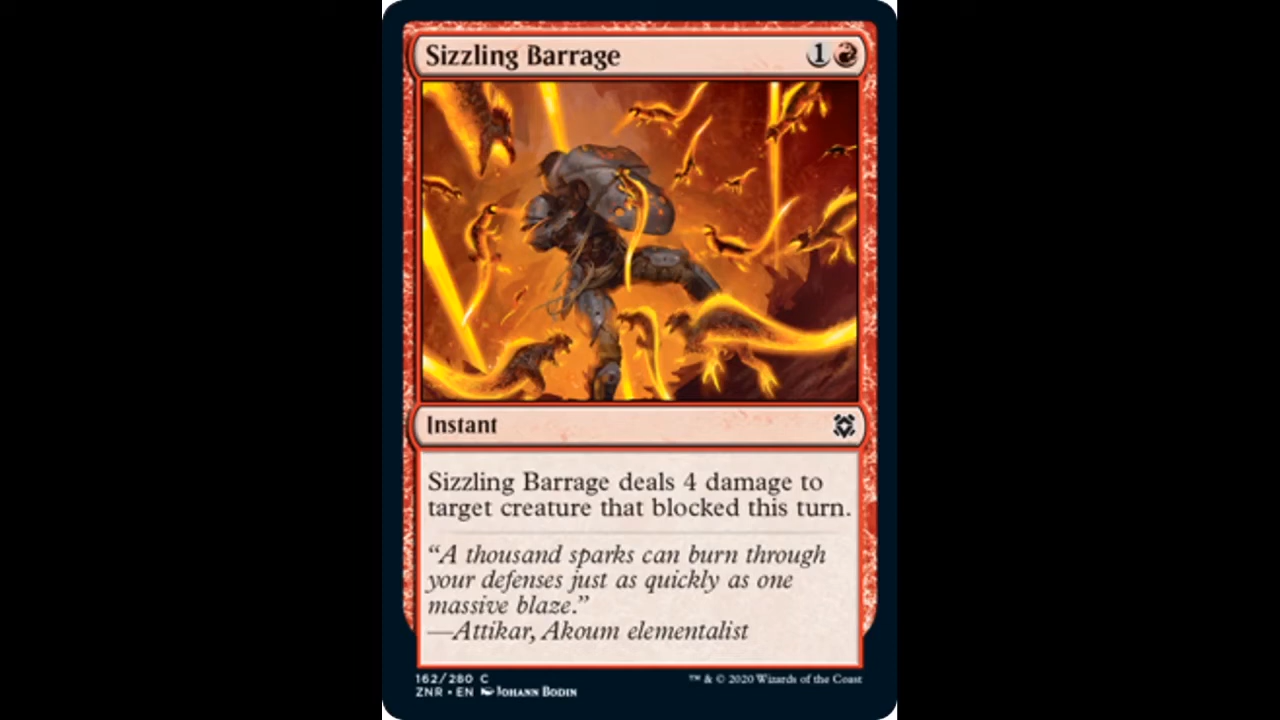 Sizzling Barrage 1
Instant
Sizzling Barrage deals 4 damage to
target creature that blocked this turn.
“A thousand sparks can burn through
your defenses just as quickly as one
massive blaze.”
—Attikar, Akoum elementalist
162/280 C
ZNR • EN Johann Bodin
™ & © 2020 Wizards of the Coast